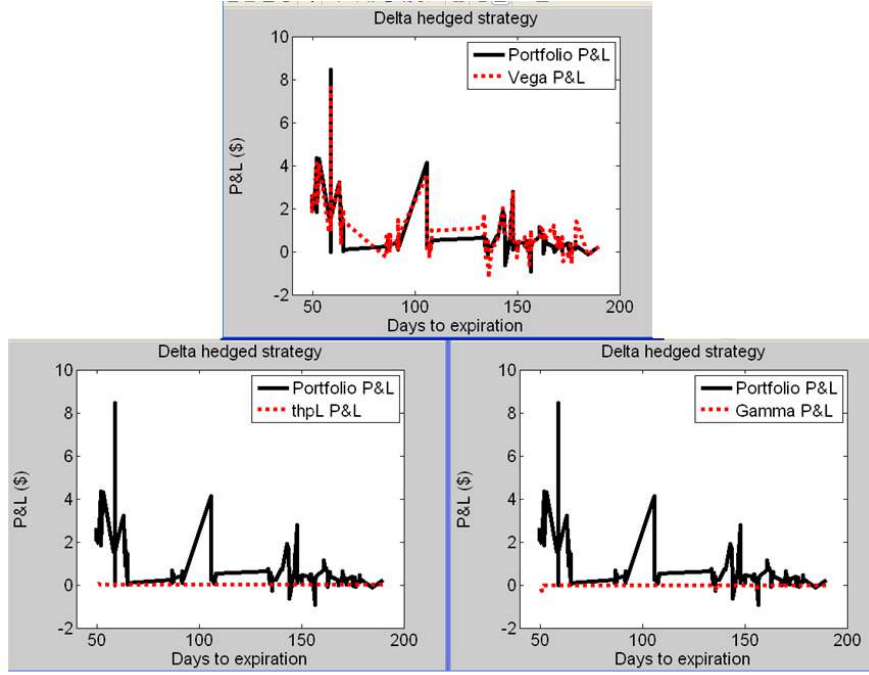 Delta hedged strategy
10
8
6
4
2
0
-2
P&L ($)
Portfolio P&L
Vega P&L
50
100
150
200
Days to expiration
Delta hedged strategy
10
8
6
4
2
0
-2
P&L ($)
Portfolio P&L
thpL P&L
50
100
150
200
Days to expiration
Delta hedged strategy
10
8
6
4
2
0
-2
P&L ($)
Portfolio P&L
Gamma P&L
50
100
150
200
Days to expiration